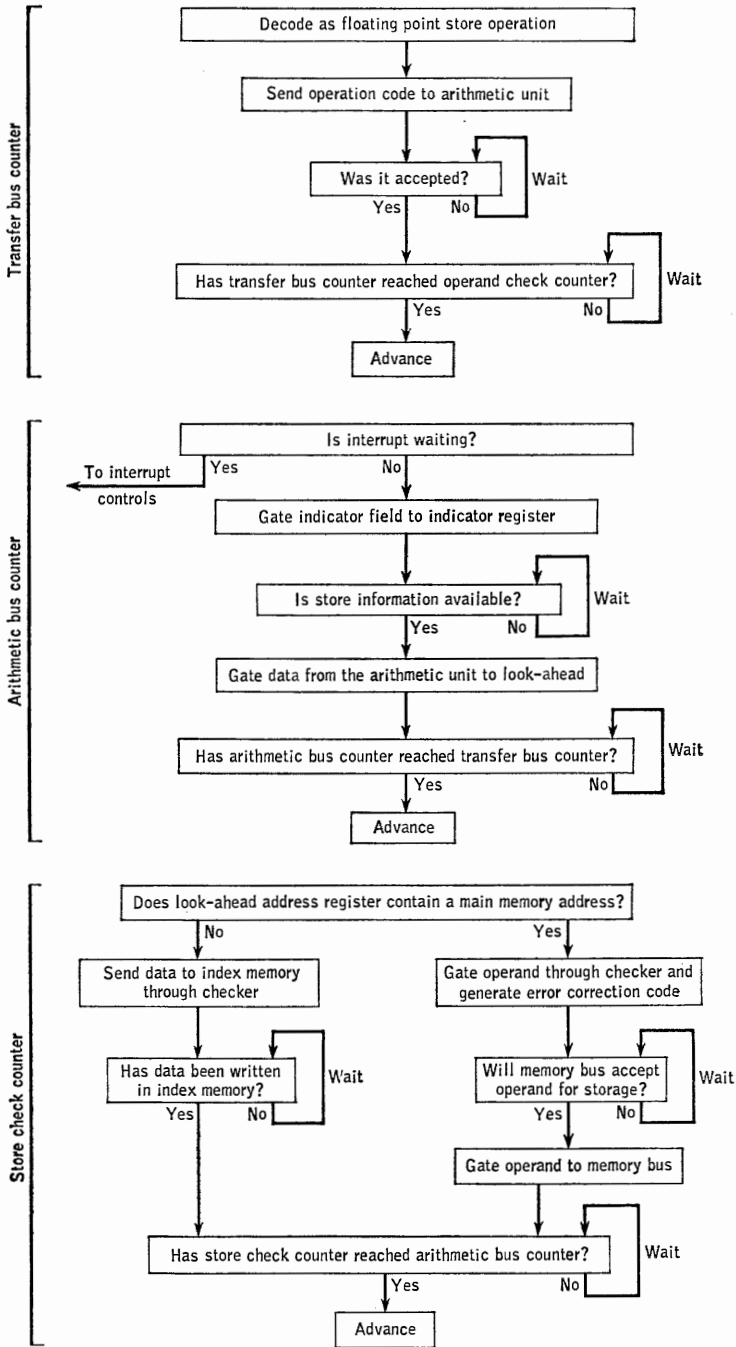 Transfer bus counter
Decode as floating point store operation
Send operation code to arithmetic unit
Was it accepted?
Wait
Yes
No
Has transfer bus counter reached operand check counter?
Wait
Yes
No
Advance
Arithmetic bus counter
Is interrupt waiting?
To interrupt
controls
Yes
No
Gate indicator field to indicator register
Is store information available?
Wait
Yes
No
Gate data from the arithmetic unit to look-ahead
Has arithmetic bus counter reached transfer bus counter?
Wait
Yes
No
Advance
Store check counter
Does look-ahead address register contain a main memory address?
No
Yes
Send data to index memory
through checker
Gate operand through checker and
generate error correction code
Has data been written
in index memory?
Wait
Yes
No
Will memory bus accept
operand for storage?
Wait
Yes
No
Gate operand to memory bus
Has store check counter reached arithmetic bus counter?
Wait
Yes
No
Advance